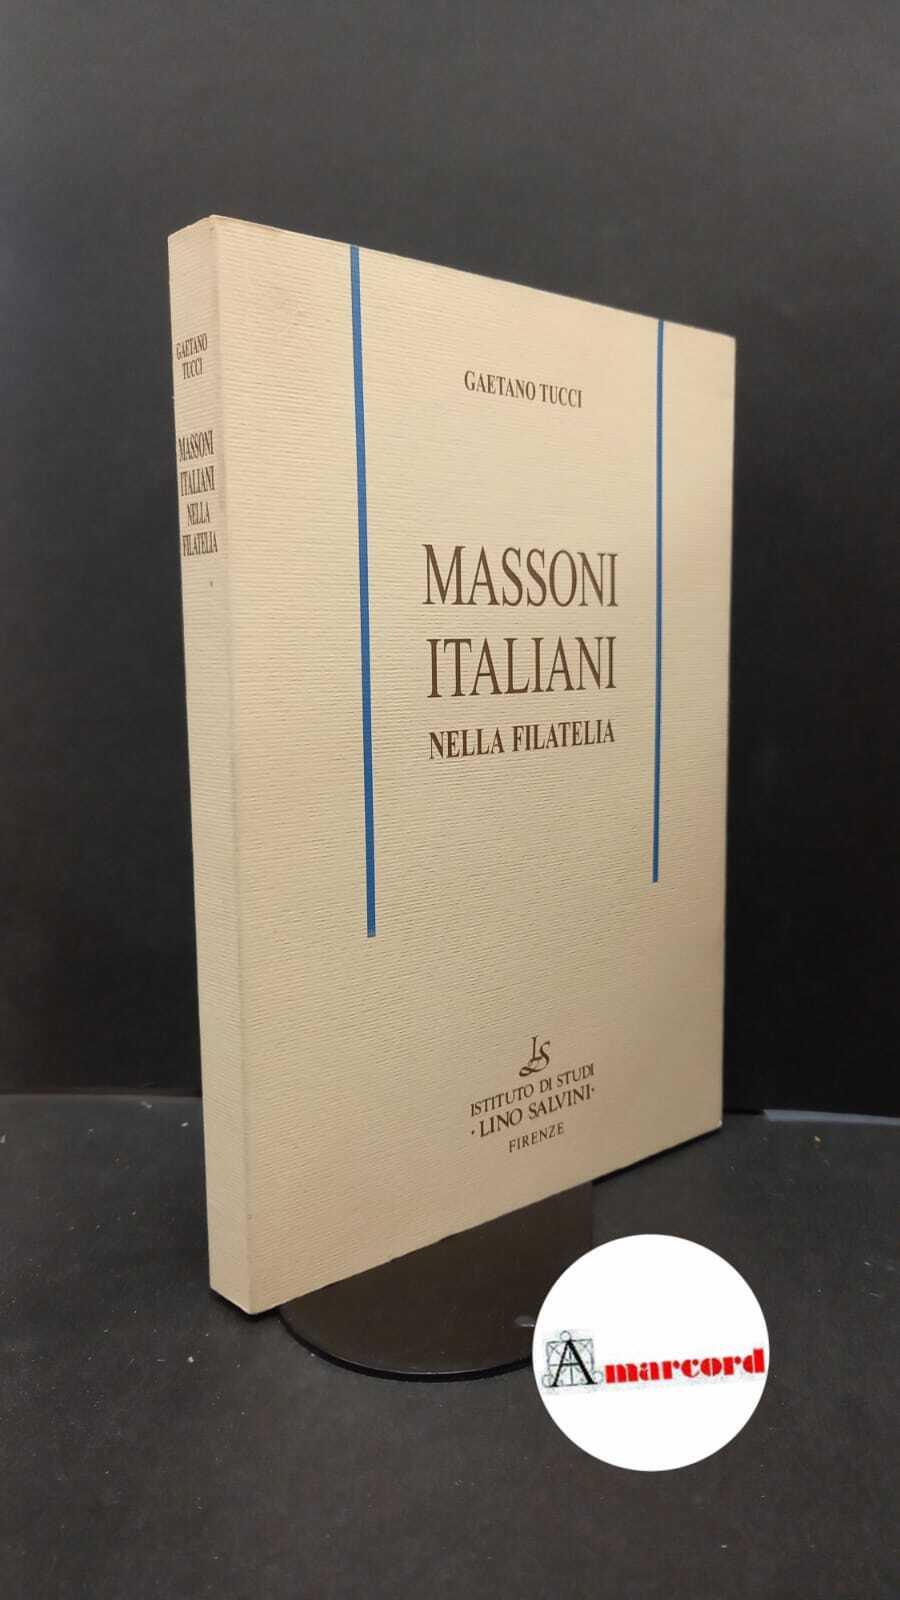 GAETANO
TUCCI
MASSONI
ITALIANI
NELLA
FILATELIA
GAETANO TUCCI
MASSONI
ITALIANI
NELLA FILATELIA
LS
ISTITUTO DI STUDI
·LINO SALVINI·
FIRENZE
Amarcord